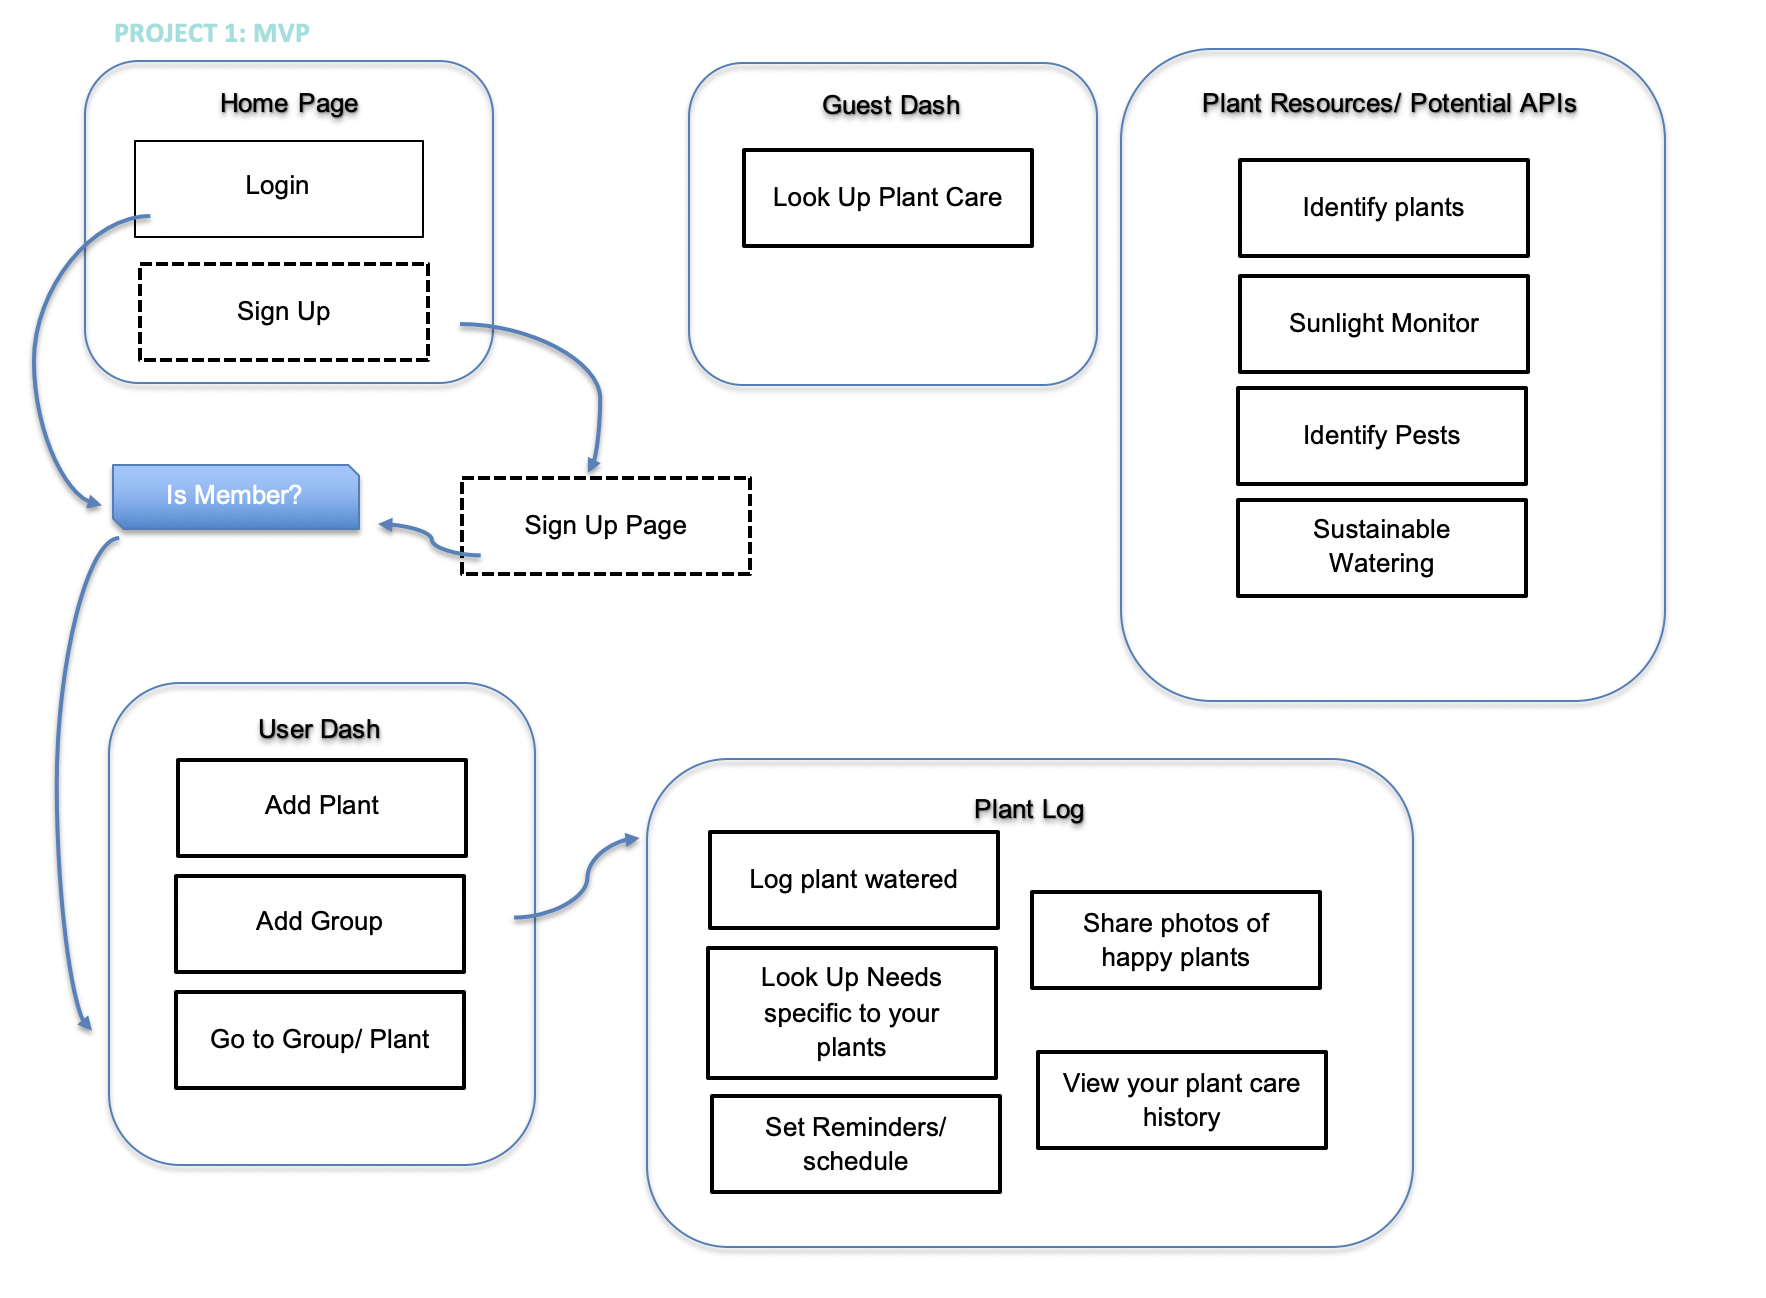 PROJECT 1: MVP
Home Page
Login
Sign Up
Guest Dash
Look Up Plant Care
Plant Resources/ Potential APIs
Identify plants
Sunlight Monitor
Identify Pests
Sustainable
Watering
Is Member?
Sign Up Page
User Dash
Add Plant
Add Group
Go to Group/ Plant
Plant Log
Log plant watered
Look Up Needs
specific to your
plants
Set Reminders/
schedule
Share photos of
happy plants
View your plant care
history